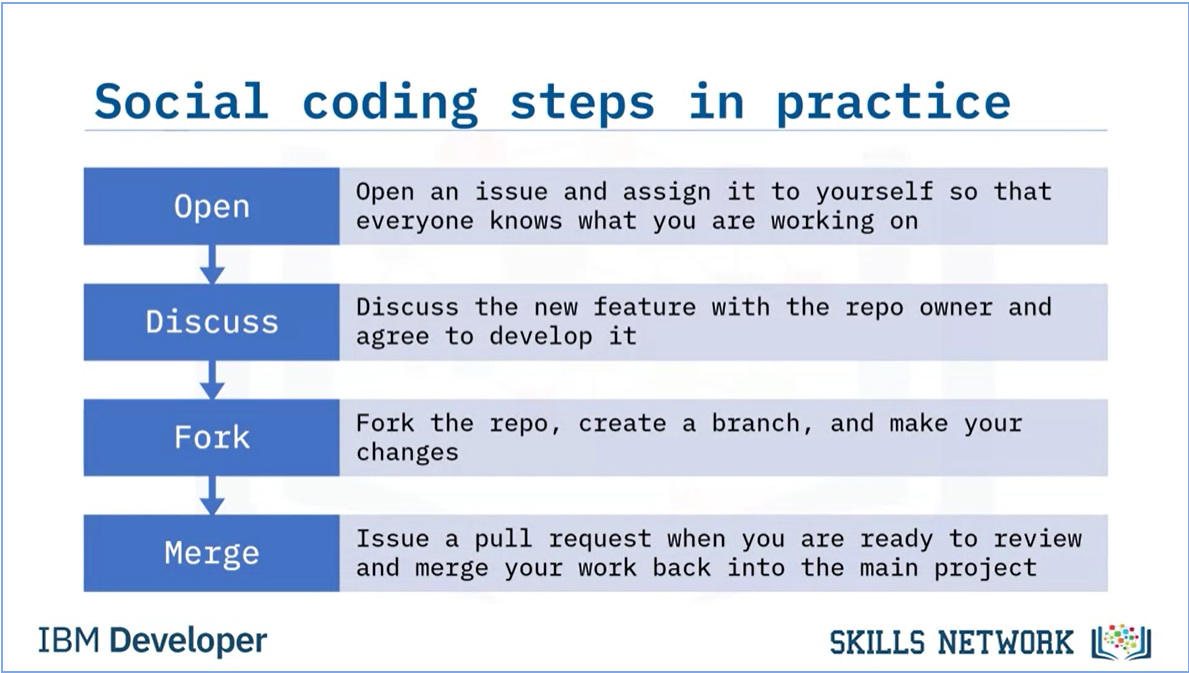 Social coding steps in practice
Open
Open an issue and assign it to yourself so that
everyone knows what you are working on
Discuss
Discuss the new feature with the repo owner and
agree to develop it
Fork
Fork the repo, create a branch, and make your
changes
Merge
Issue a pull request when you are ready to review
and merge your work back into the main project
IBM Developer
SKILLS NETWORK